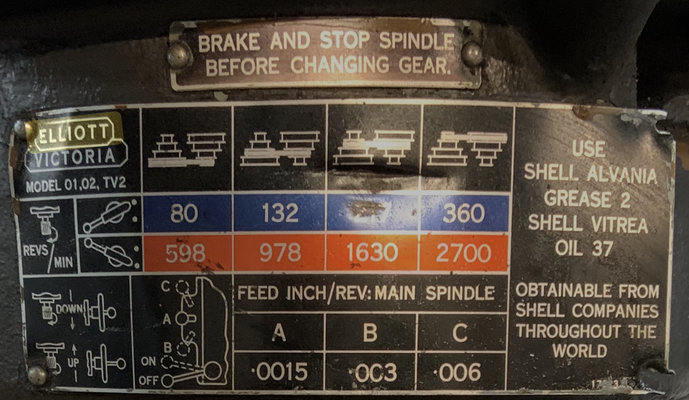 BRAKE AND STOP SPINDLE
BEFORE CHANGING GEAR.
ELLIOTT
VICTORIA
MODEL 01,02, TV2
REVS/
MIN
80 132 360
598 978 1630 2700
DOWN
UP
C
A
B
ON
OFF
FEED INCH/REV: MAIN SPINDLE
A B C
·0015 ·003 ·006
USE
SHELL ALVANIA
GREASE 2
SHELL VITREA
OIL 37
OBTAINABLE FROM
SHELL COMPANIES
THROUGHOUT THE
WORLD